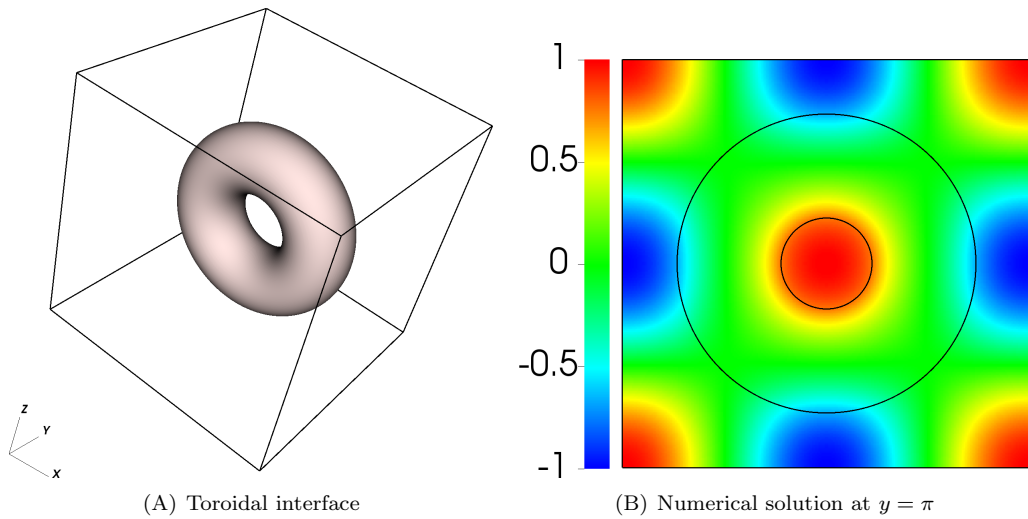 1
0.5
0
-0.5
-1
Z
Y
X
(A) Toroidal interface
(B) Numerical solution at y = π